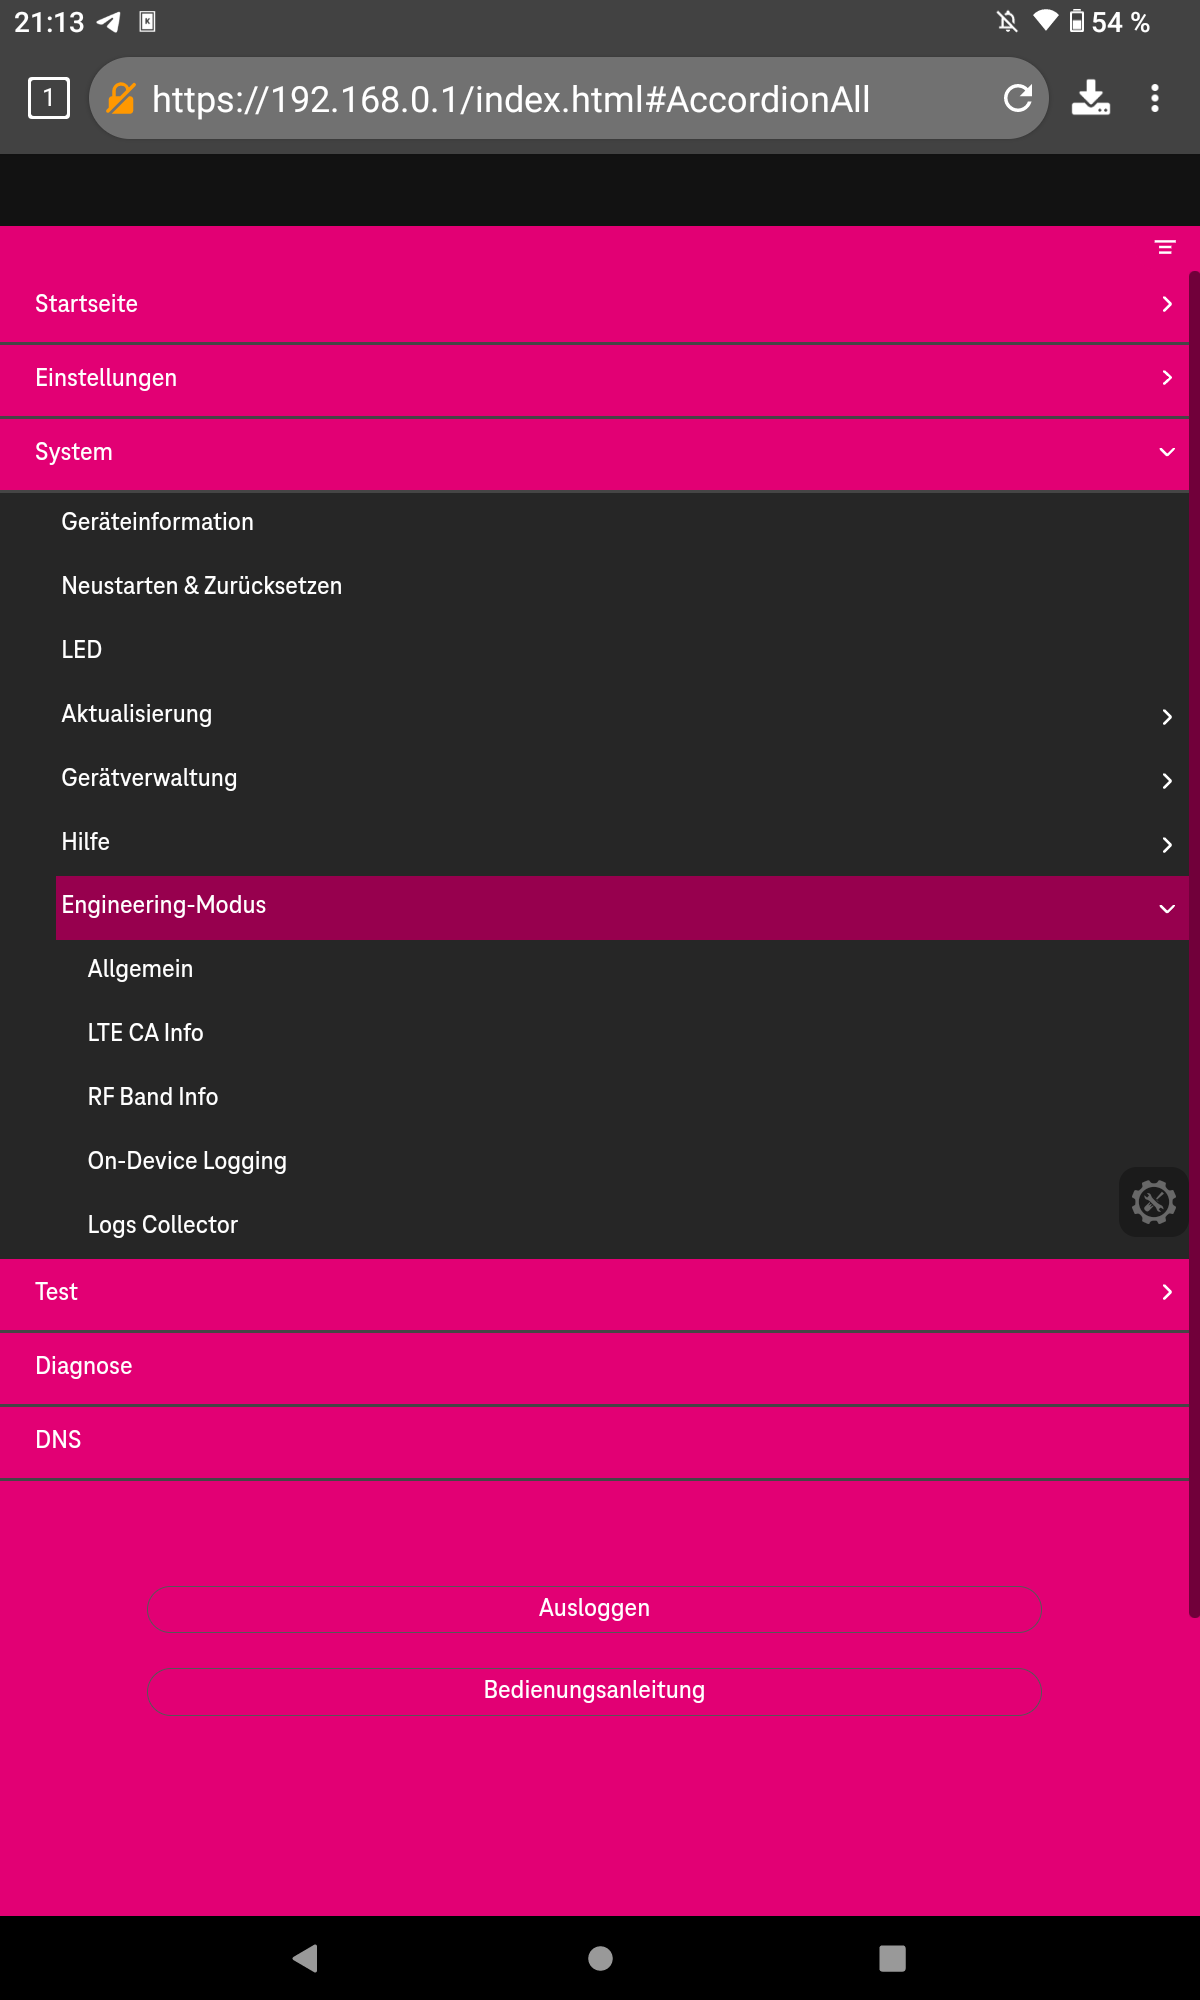 21:13 54 %
1 https://192.168.0.1/index.html#AccordionAll
Startseite
Einstellungen
System
Geräteinformation
Neustarten & Zurücksetzen
LED
Aktualisierung
Gerätverwaltung
Hilfe
Engineering-Modus
Allgemein
LTE CA Info
RF Band Info
On-Device Logging
Logs Collector
Test
Diagnose
DNS
Ausloggen
Bedienungsanleitung